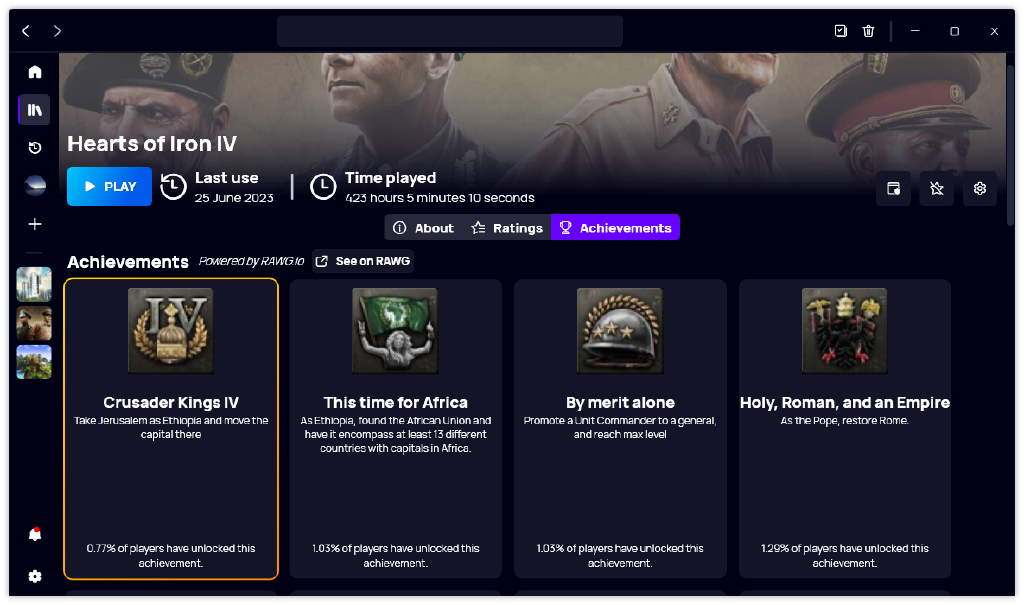 Hearts of Iron IV
PLAY
Last use
25 June 2023
Time played
423 hours 5 minutes 10 seconds
About
Ratings
Achievements
Achievements
Powered by RAWG.io
See on RAWG
IV
Crusader Kings IV
Take Jerusalem as Ethiopia and move the
capital there
0.77% of players have unlocked this
achievement.
This time for Africa
As Ethiopia, found the African Union and
have it encompass at least 13 different
countries with capitals in Africa.
1.03% of players have unlocked this
achievement.
By merit alone
Promote a Unit Commander to a general,
and reach max level
1.03% of players have unlocked this
achievement.
Holy, Roman, and an Empire
As the Pope, restore Rome.
1.29% of players have unlocked this
achievement.